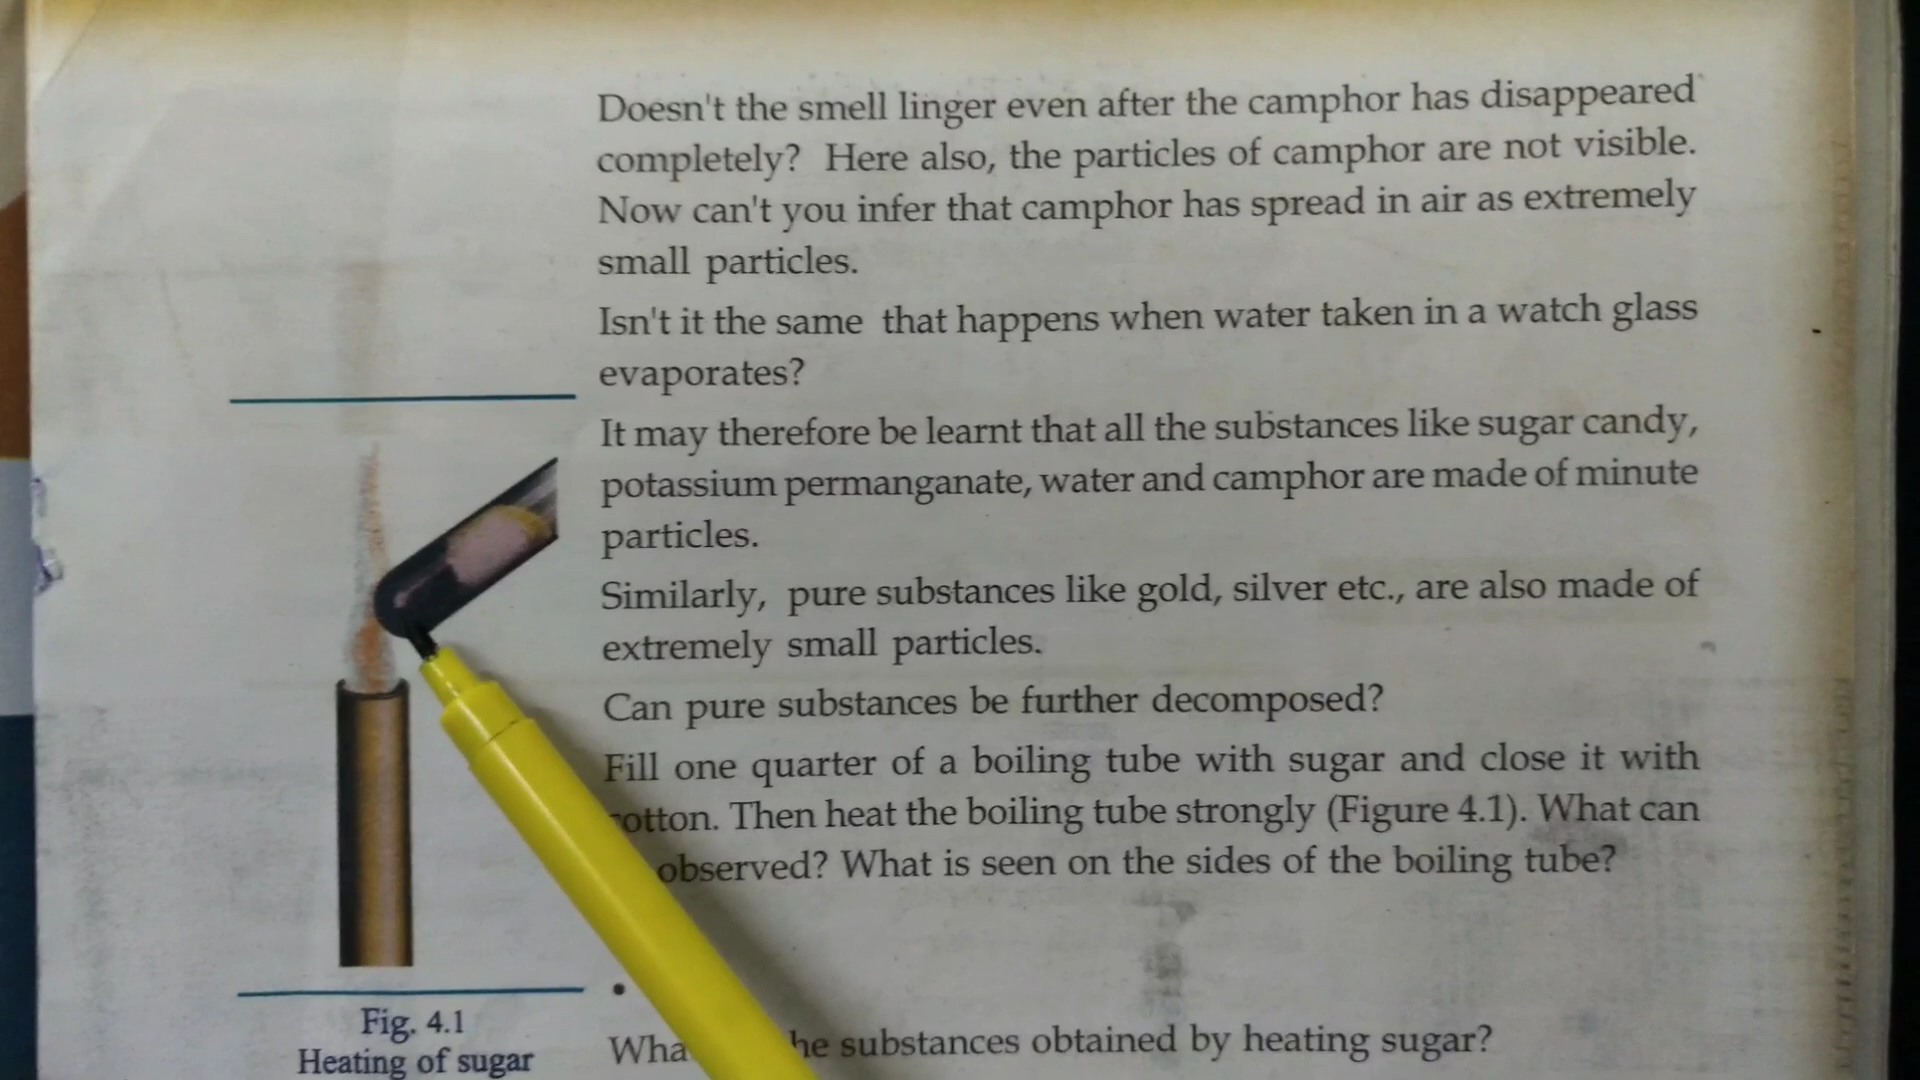 Doesn't the smell linger even after the camphor has disappeared
completely? Here also, the particles of camphor are not visible.
Now can't you infer that camphor has spread in air as extremely
small particles.
Isn't it the same that happens when water taken in a watch glass
evaporates?
It may therefore be learnt that all the substances like sugar candy,
potassium permanganate, water and camphor are made of minute
particles.
Similarly, pure substances like gold, silver etc., are also made of
extremely small particles.
Can pure substances be further decomposed?
Fill one quarter of a boiling tube with sugar and close it with
otton. Then heat the boiling tube strongly (Figure 4.1). What can
observed? What is seen on the sides of the boiling tube?
•
Wha he substances obtained by heating sugar?
Fig. 4.1
Heating of sugar